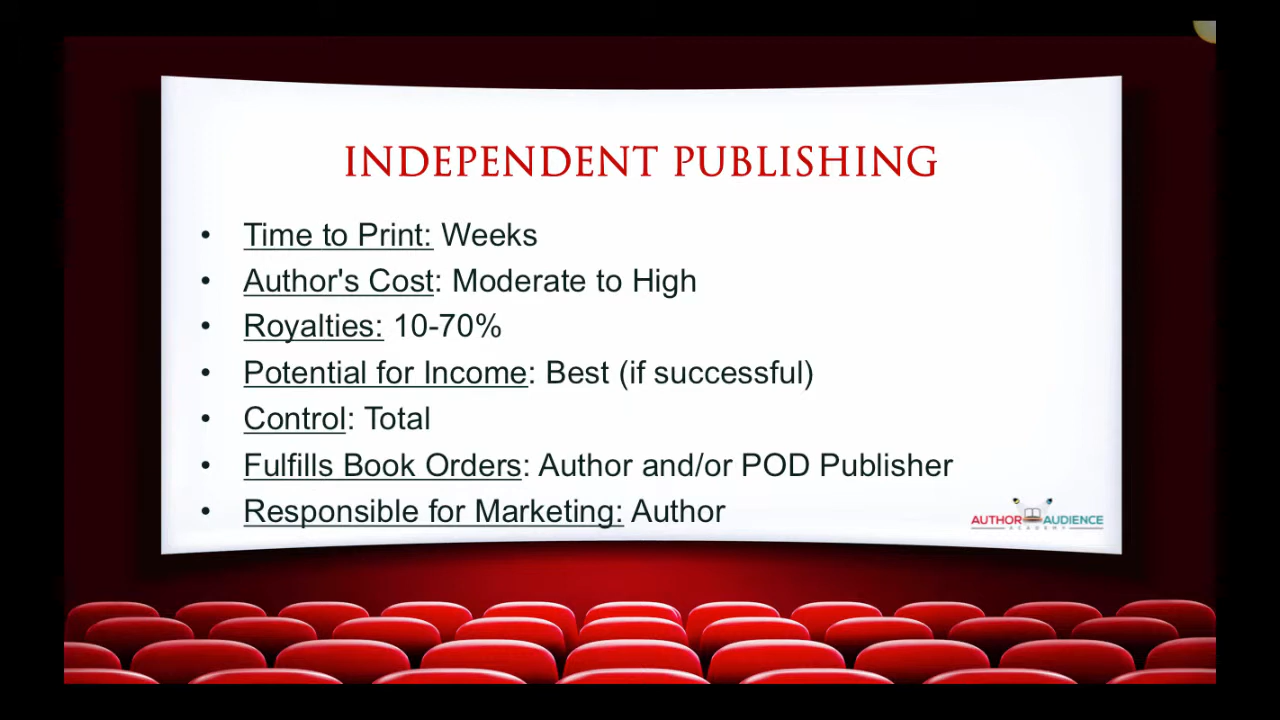 INDEPENDENT PUBLISHING
• Time to Print: Weeks
• Author's Cost: Moderate to High
• Royalties: 10-70%
• Potential for Income: Best (if successful)
• Control: Total
• Fulfills Book Orders: Author and/or POD Publisher
• Responsible for Marketing: Author
AUTHOR AUDIENCE
ACADEMY